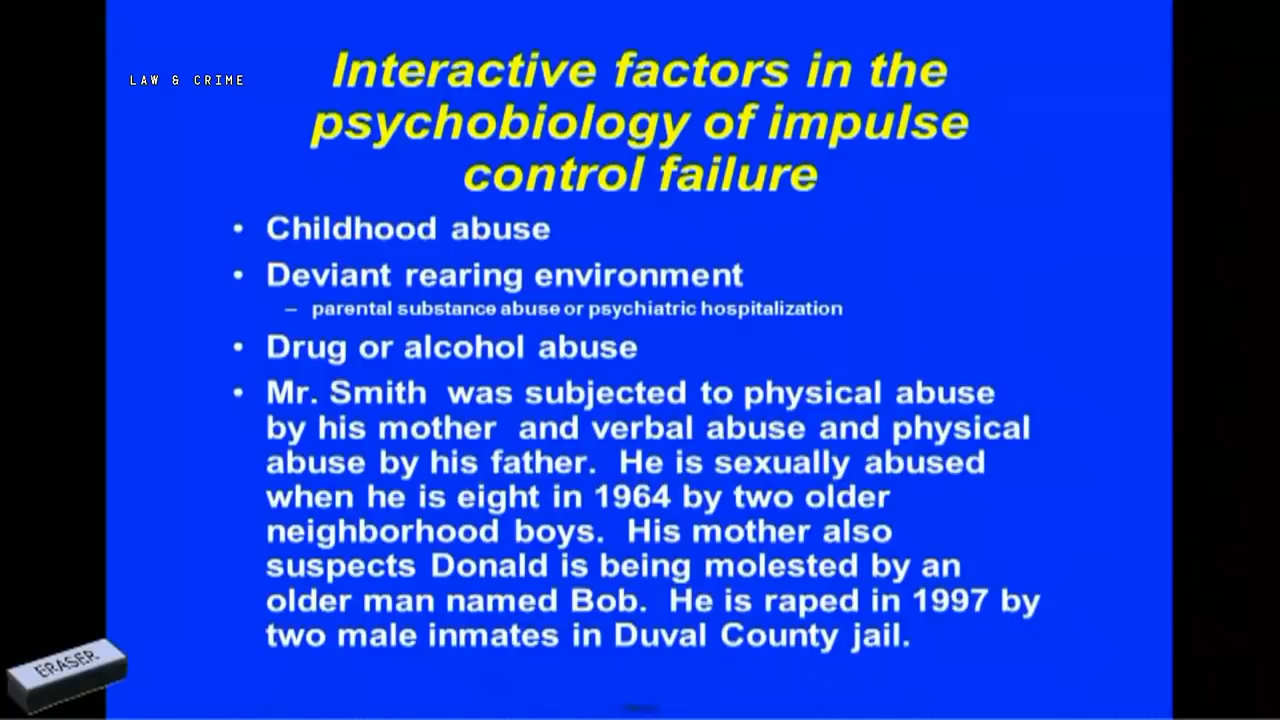 LAW & CRIME
Interactive factors in the
psychobiology of impulse
control failure
• Childhood abuse
• Deviant rearing environment
– parental substance abuse or psychiatric hospitalization
• Drug or alcohol abuse
• Mr. Smith was subjected to physical abuse
by his mother and verbal abuse and physical
abuse by his father. He is sexually abused
when he is eight in 1964 by two older
neighborhood boys. His mother also
suspects Donald is being molested by an
older man named Bob. He is raped in 1997 by
two male inmates in Duval County jail.
ERASER